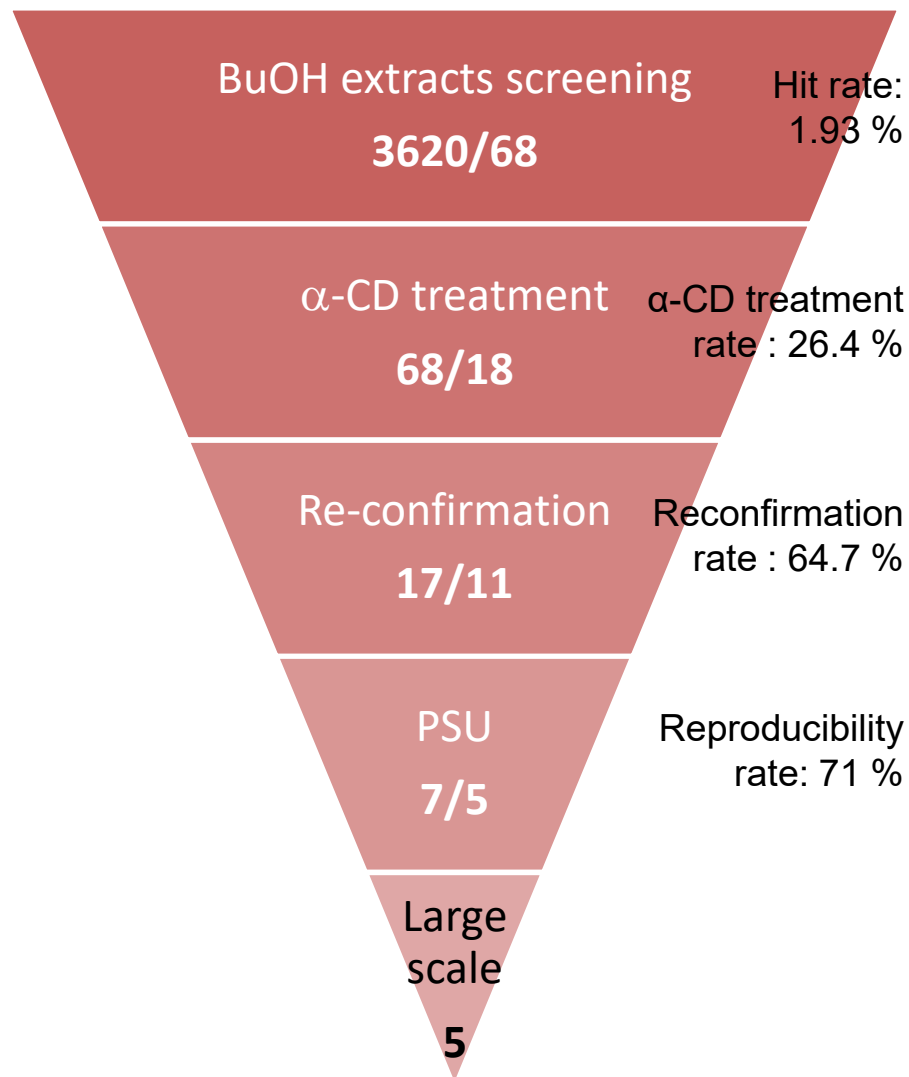 BuOH extracts screening
3620/68
Hit rate:
1.93 %
α-CD treatment
68/18
α-CD treatment
rate : 26.4 %
Re-confirmation
17/11
Reconfirmation
rate : 64.7 %
PSU
7/5
Reproducibility
rate: 71 %
Large
scale
5